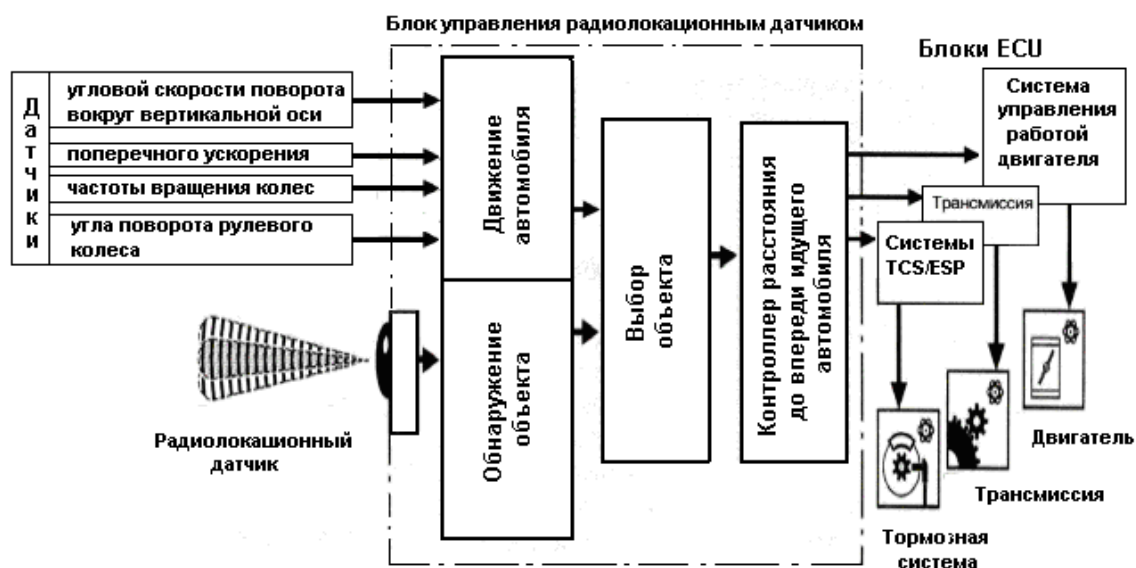 Блок управления радиолокационным датчиком
Блоки ECU
Датчики
угловой скорости поворота
вокруг вертикальной оси
поперечного ускорения
частоты вращения колес
угла поворота рулевого
колеса
Движение
автомобиля
Обнаружение
объекта
Выбор
объекта
Контроллер расстояния
до впереди идущего
автомобиля
Система
управления
работой
двигателя
Трансмиссия
Системы
TCS/ESP
Радиолокационный
датчик
Двигатель
Трансмиссия
Тормозная
система